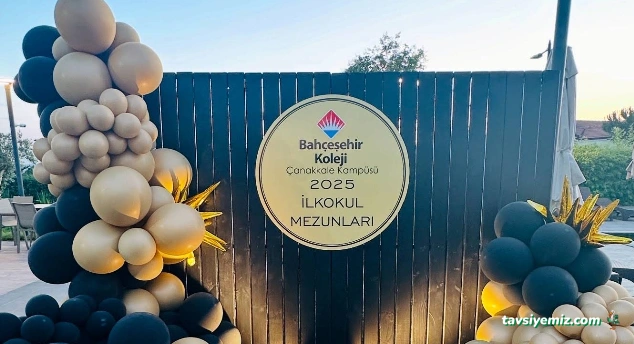 Bahçeşehir
Koleji
Çanakkale Kampüsü
2025
İLKOKUL
MEZUNLARI
tavsiyemiz.com